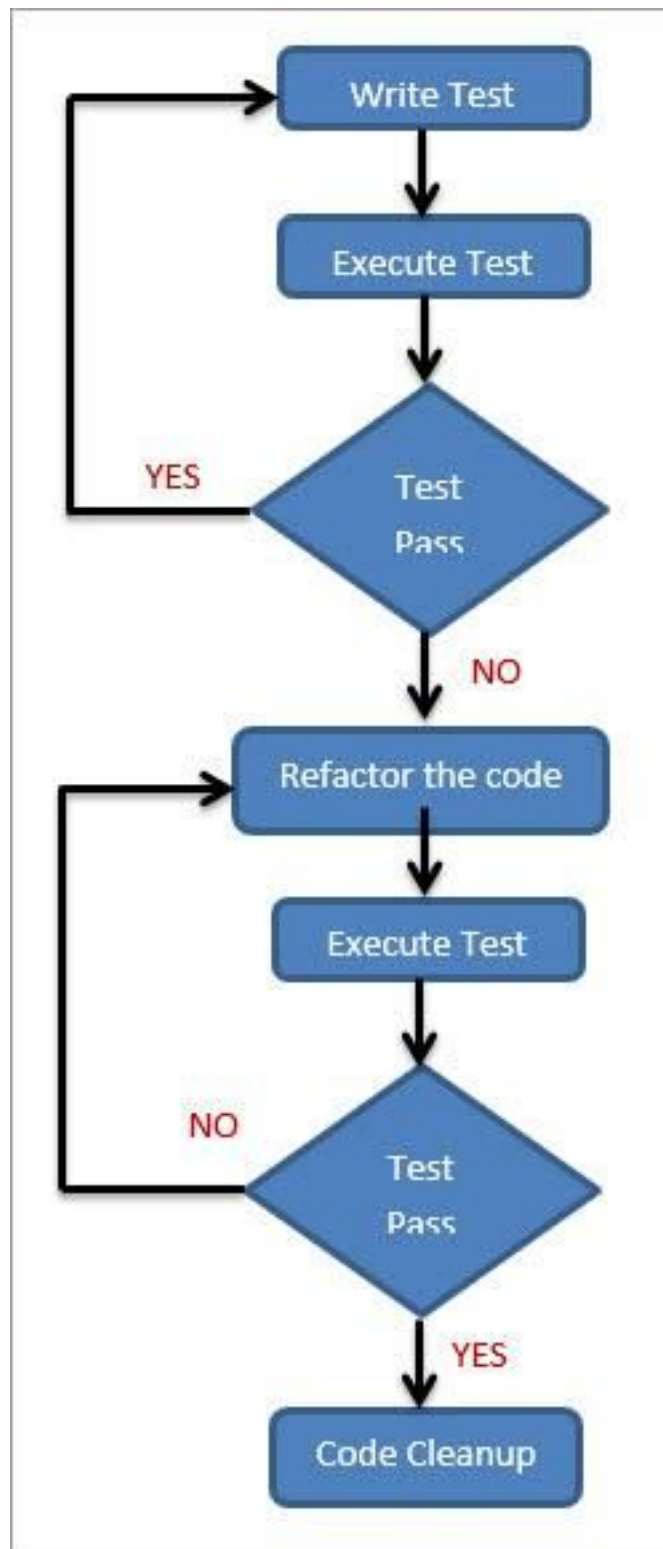 Write Test
Execute Test
YES
Test
Pass
NO
Refactor the code
Execute Test
NO
Test
Pass
YES
Code Cleanup